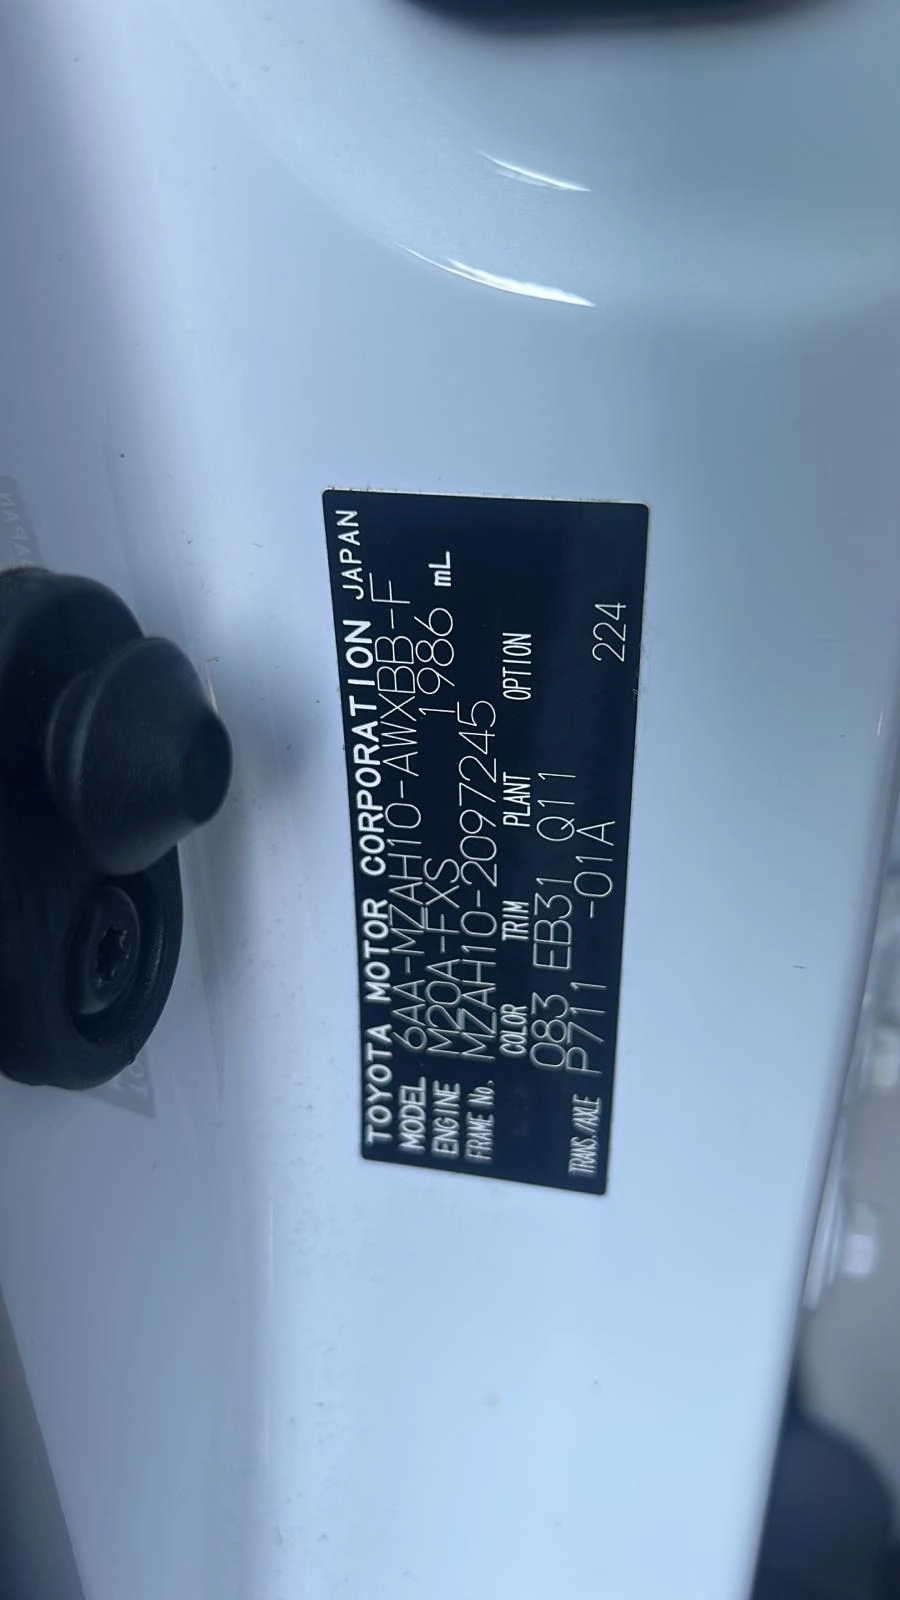 TOYOTA MOTOR CORPORATION JAPAN
MODEL 6AA-MZAH10-AWXBB-F
ENGINE M20A-FXS 1986 mL
FRAME No. MZAH10-2097245
COLOR TRIM PLANT OPTION
083 EB31 Q11
TRANS./AXLE P711 -01A 224